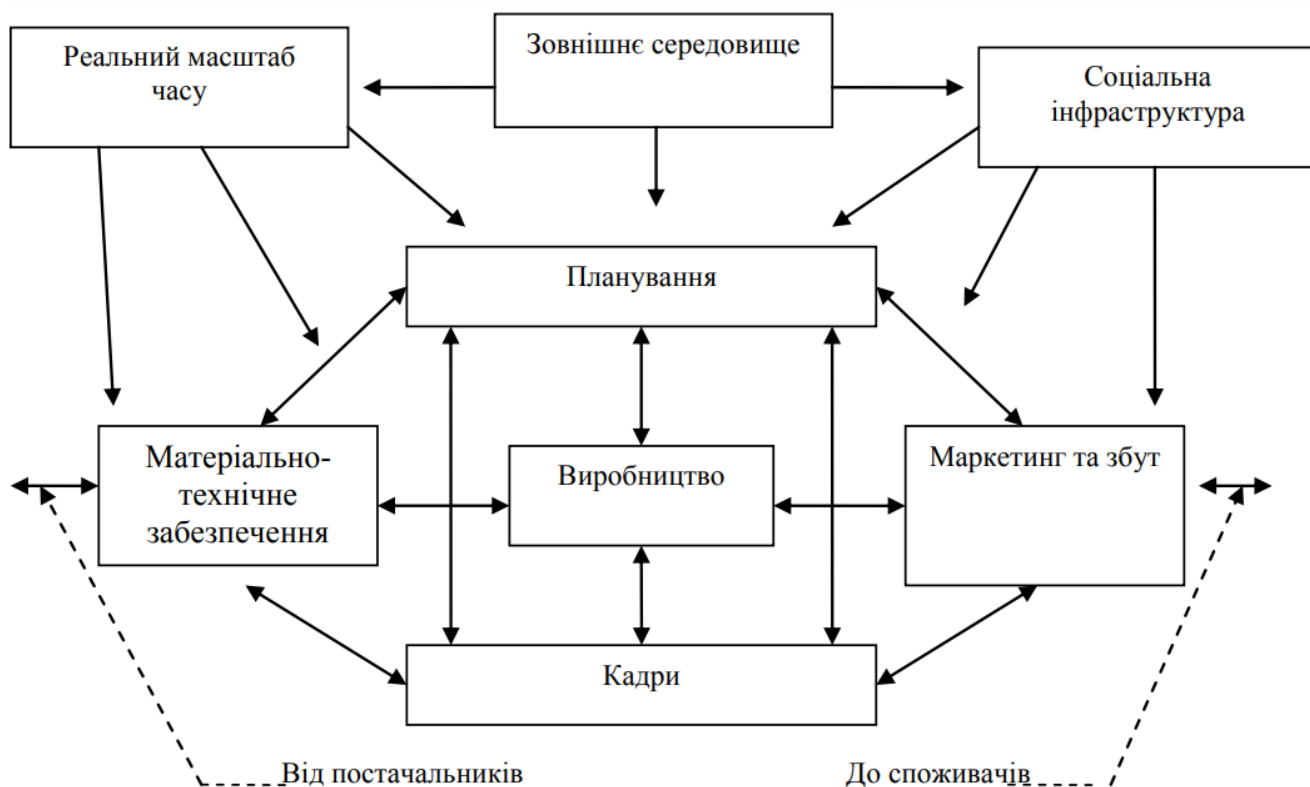 Реальний масштаб
часу
Зовнішнє середовище
Соціальна
інфраструктура
Планування
Матеріально-
технічне
забезпечення
Виробництво
Маркетинг та збут
Кадри
Від постачальників
До споживачів